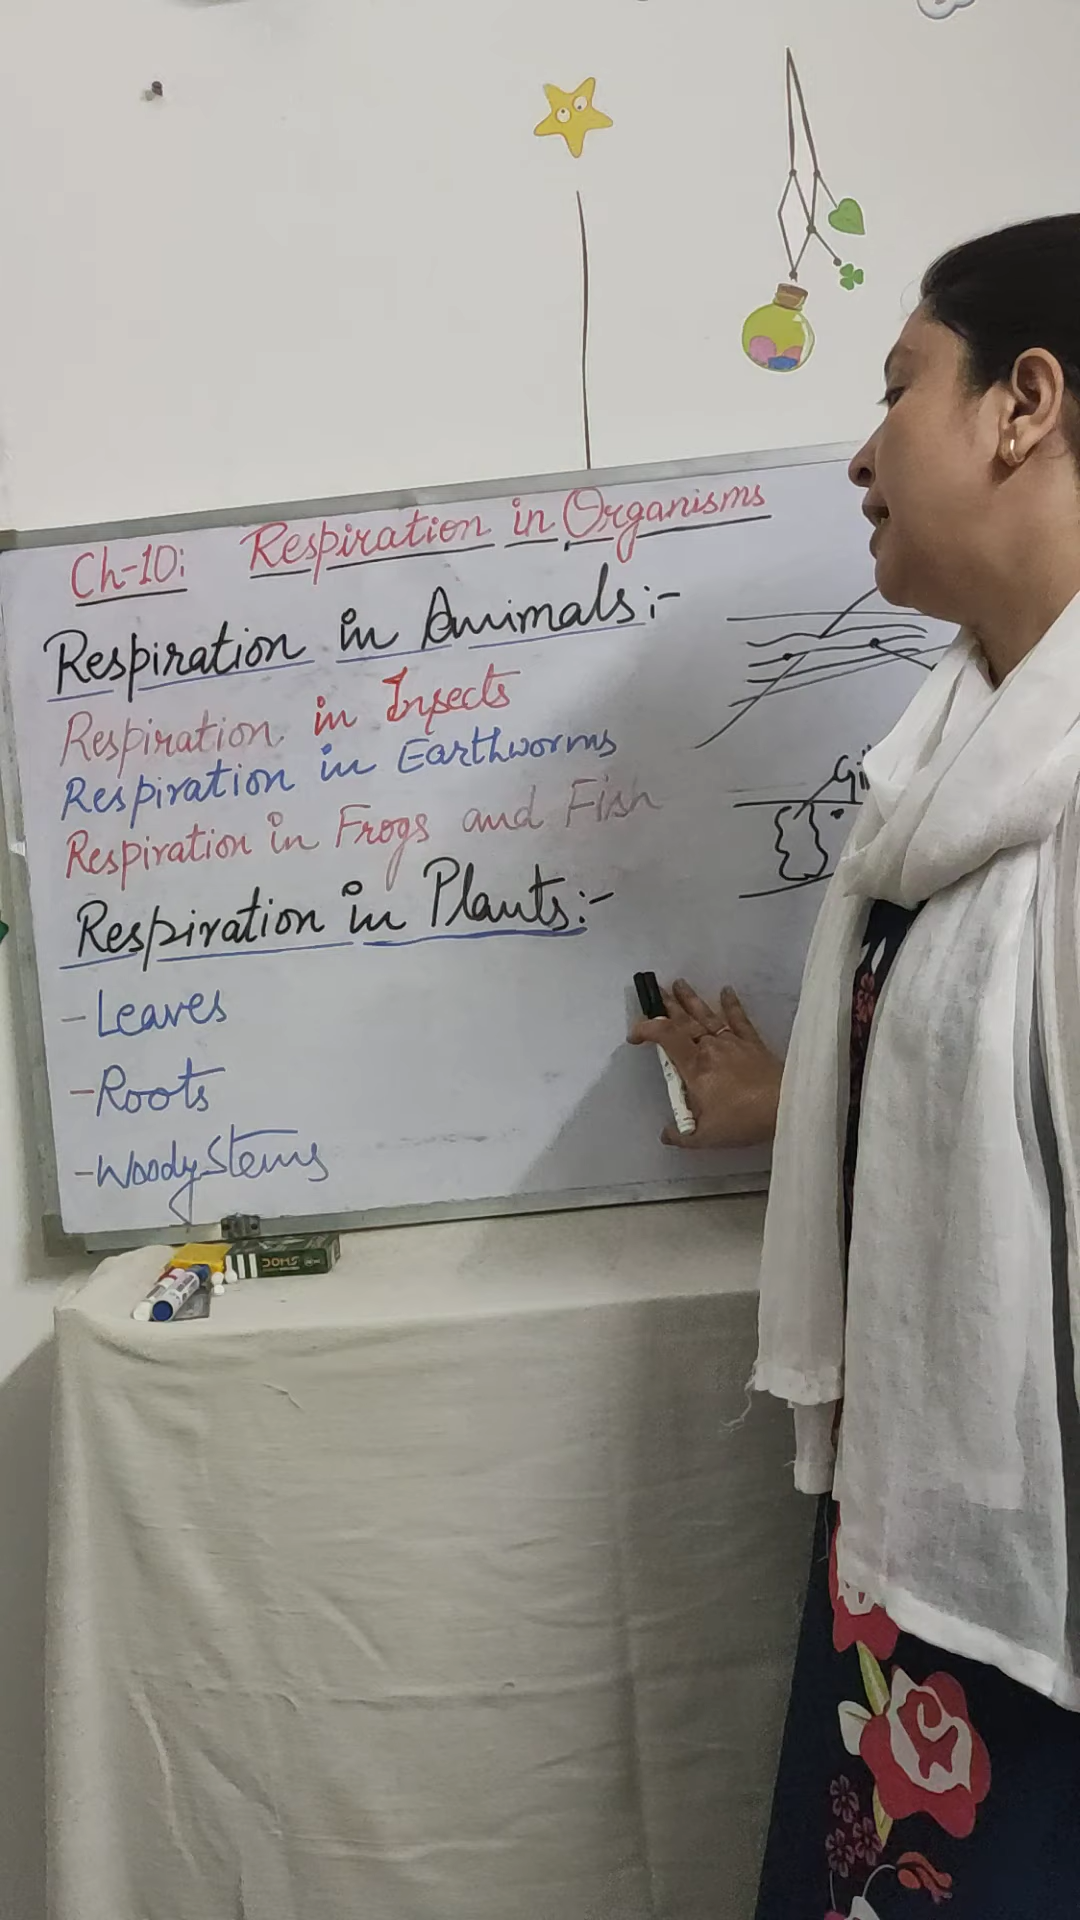 Ch-10: Respiration in Organisms
Respiration in Animals:-
Respiration in Insects
Respiration in Earthworms
Respiration in Frogs and Fish
Respiration in Plants:-
- Leaves
- Roots
- Woody Stems
DOMS